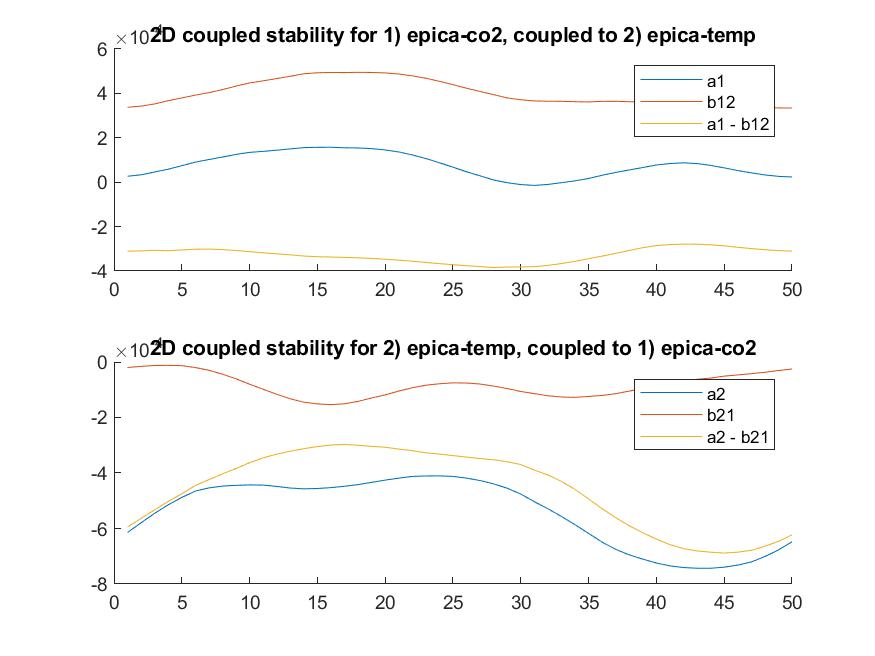 ×10⁴
2D coupled stability for 1) epica-co2, coupled to 2) epica-temp
6
4
2
0
-2
-4
a1
b12
a1 - b12
0 5 10 15 20 25 30 35 40 45 50
×10⁴
2D coupled stability for 2) epica-temp, coupled to 1) epica-co2
0
-2
-4
-6
-8
a2
b21
a2 - b21
0 5 10 15 20 25 30 35 40 45 50